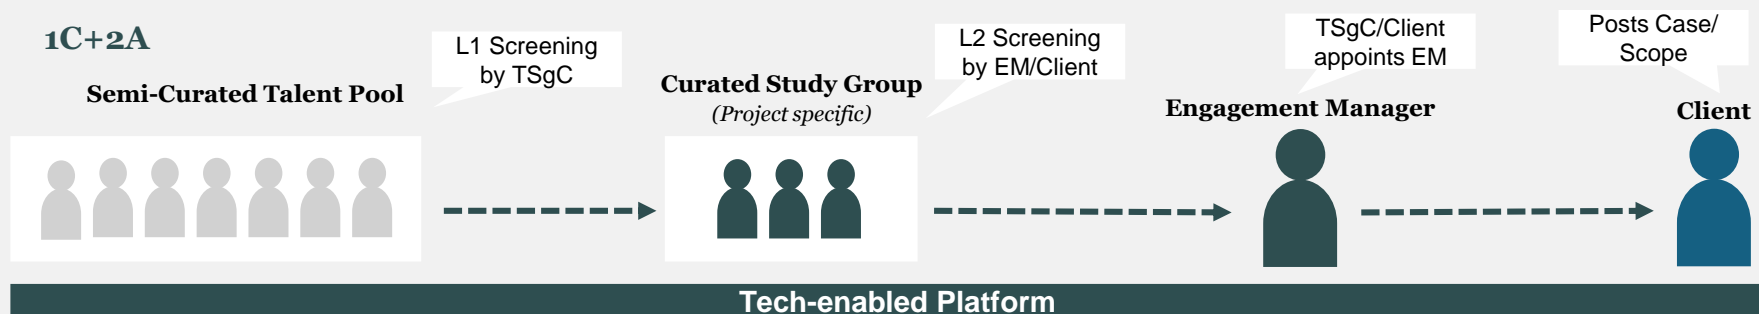 1C+2A
Semi-Curated Talent Pool
L1 Screening
by TSgC
Curated Study Group
(Project specific)
L2 Screening
by EM/Client
TSgC/Client
appoints EM
Engagement Manager
Posts Case/
Scope
Client
Tech-enabled Platform